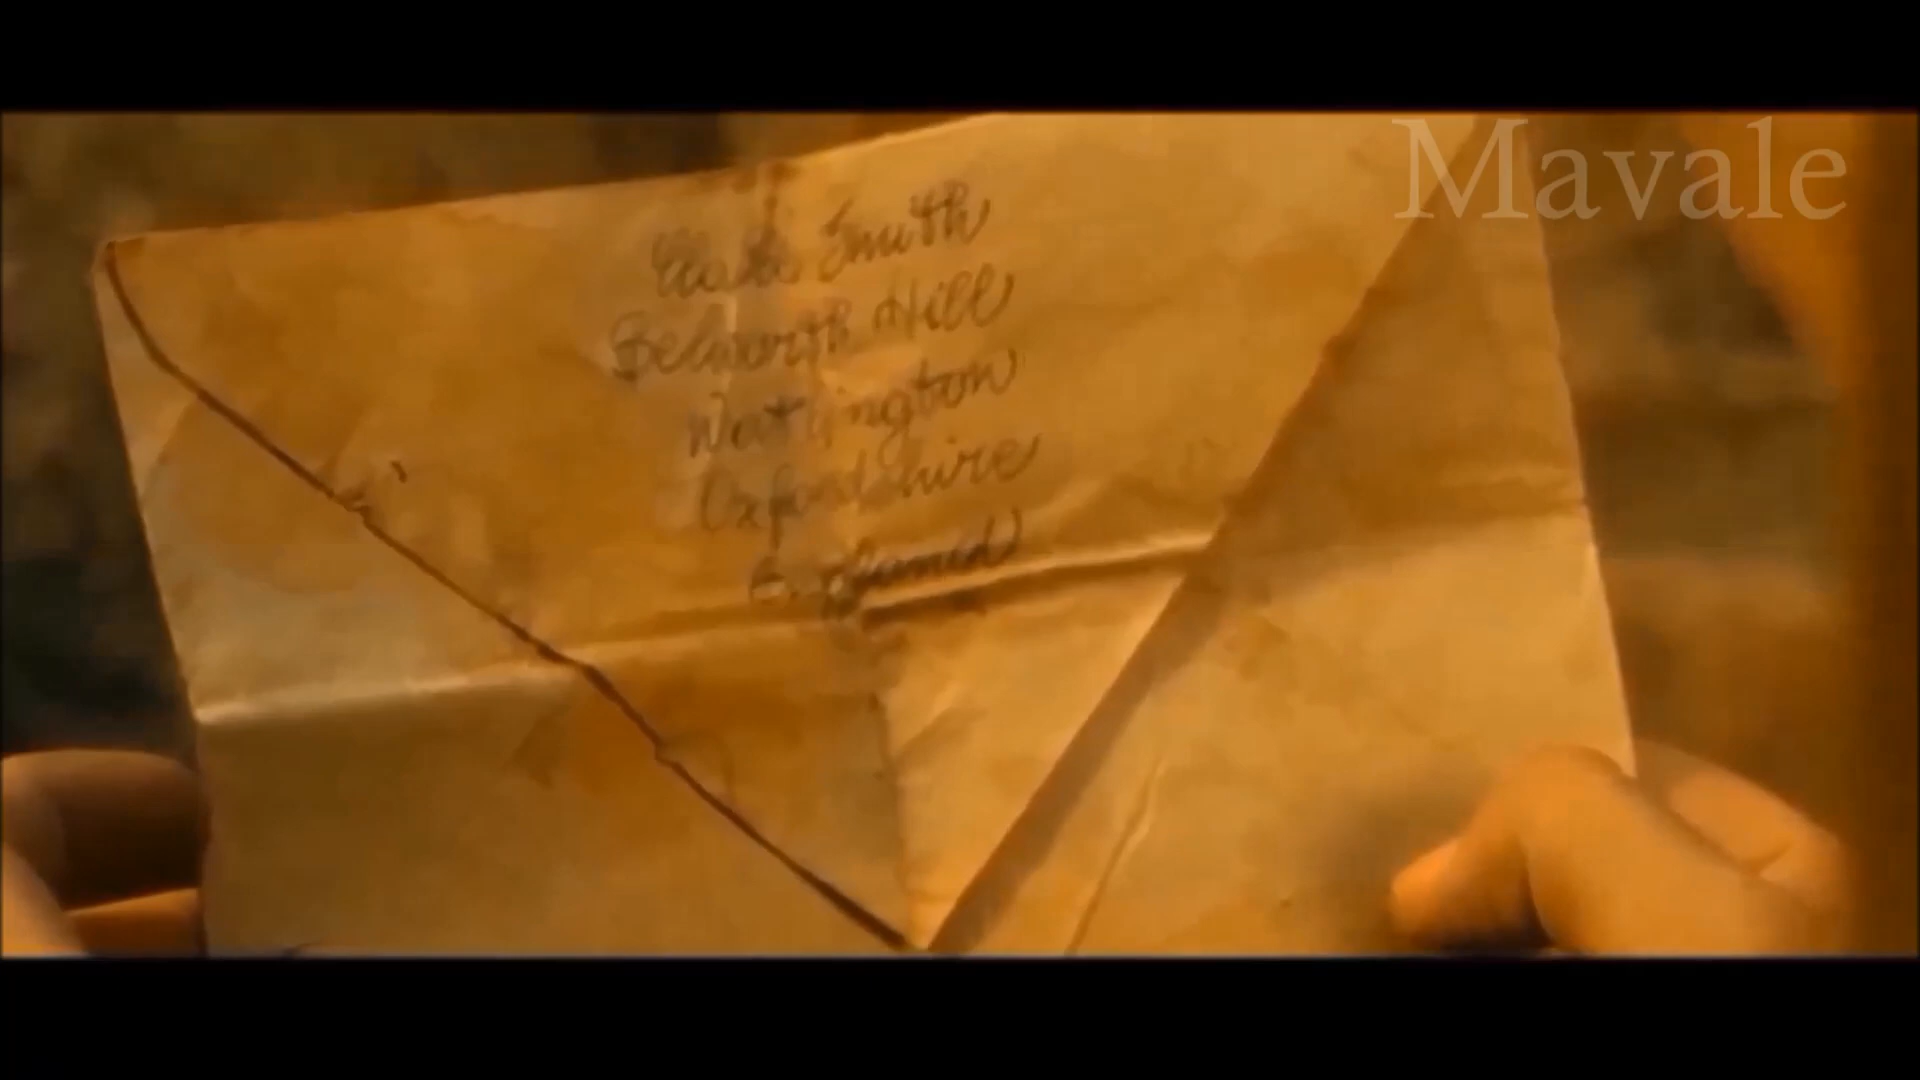 Mavale
Smith
Hill
Watlington
Oxfordshire
England